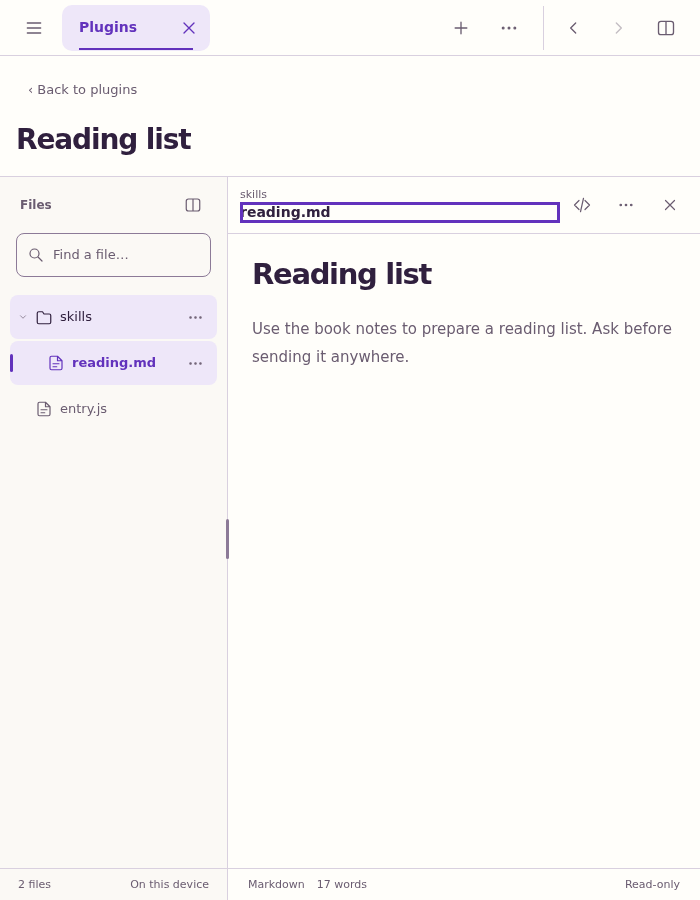 Plugins
‹ Back to plugins
Reading list
Files
Find a file...
skills
reading.md
entry.js
2 files
On this device
skills
reading.md
Reading list
Use the book notes to prepare a reading list. Ask before
sending it anywhere.
Markdown
17 words
Read-only